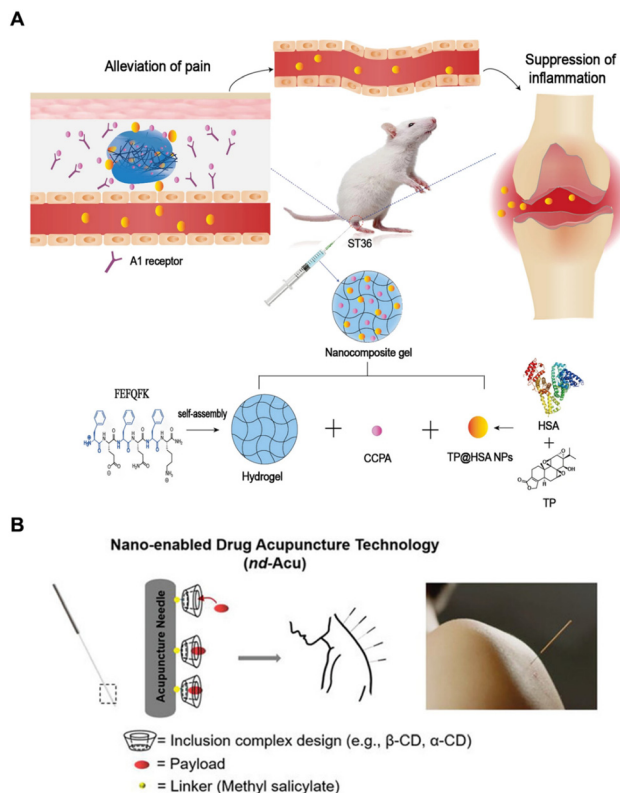 A
Alleviation of pain
Suppression of
inflammation
ST36
A1 receptor
Nanocomposite gel
FEFQFK
self-assembly
Hydrogel
+
CCPA
+
TP@HSA NPs
HSA
+
TP
B
Nano-enabled Drug Acupuncture Technology
(nd-Acu)
Acupuncture Needle
= Inclusion complex design (e.g., β-CD, α-CD)
= Payload
= Linker (Methyl salicylate)